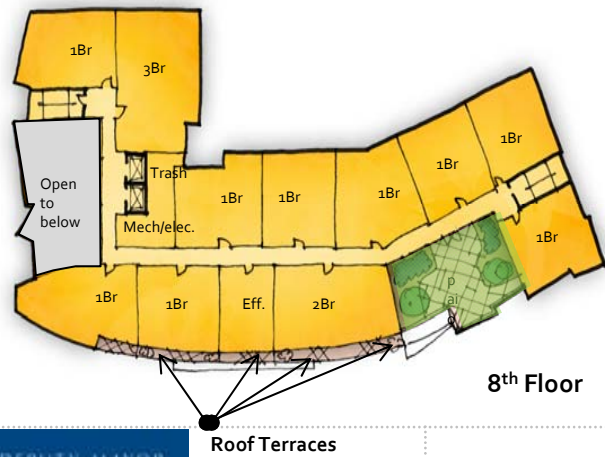 1Br
3Br
1Br
1Br
Trash
1Br
1Br
1Br
Open
to
below
Mech/elec.
1Br
1Br
1Br
Eff.
2Br
8th Floor
Roof Terraces